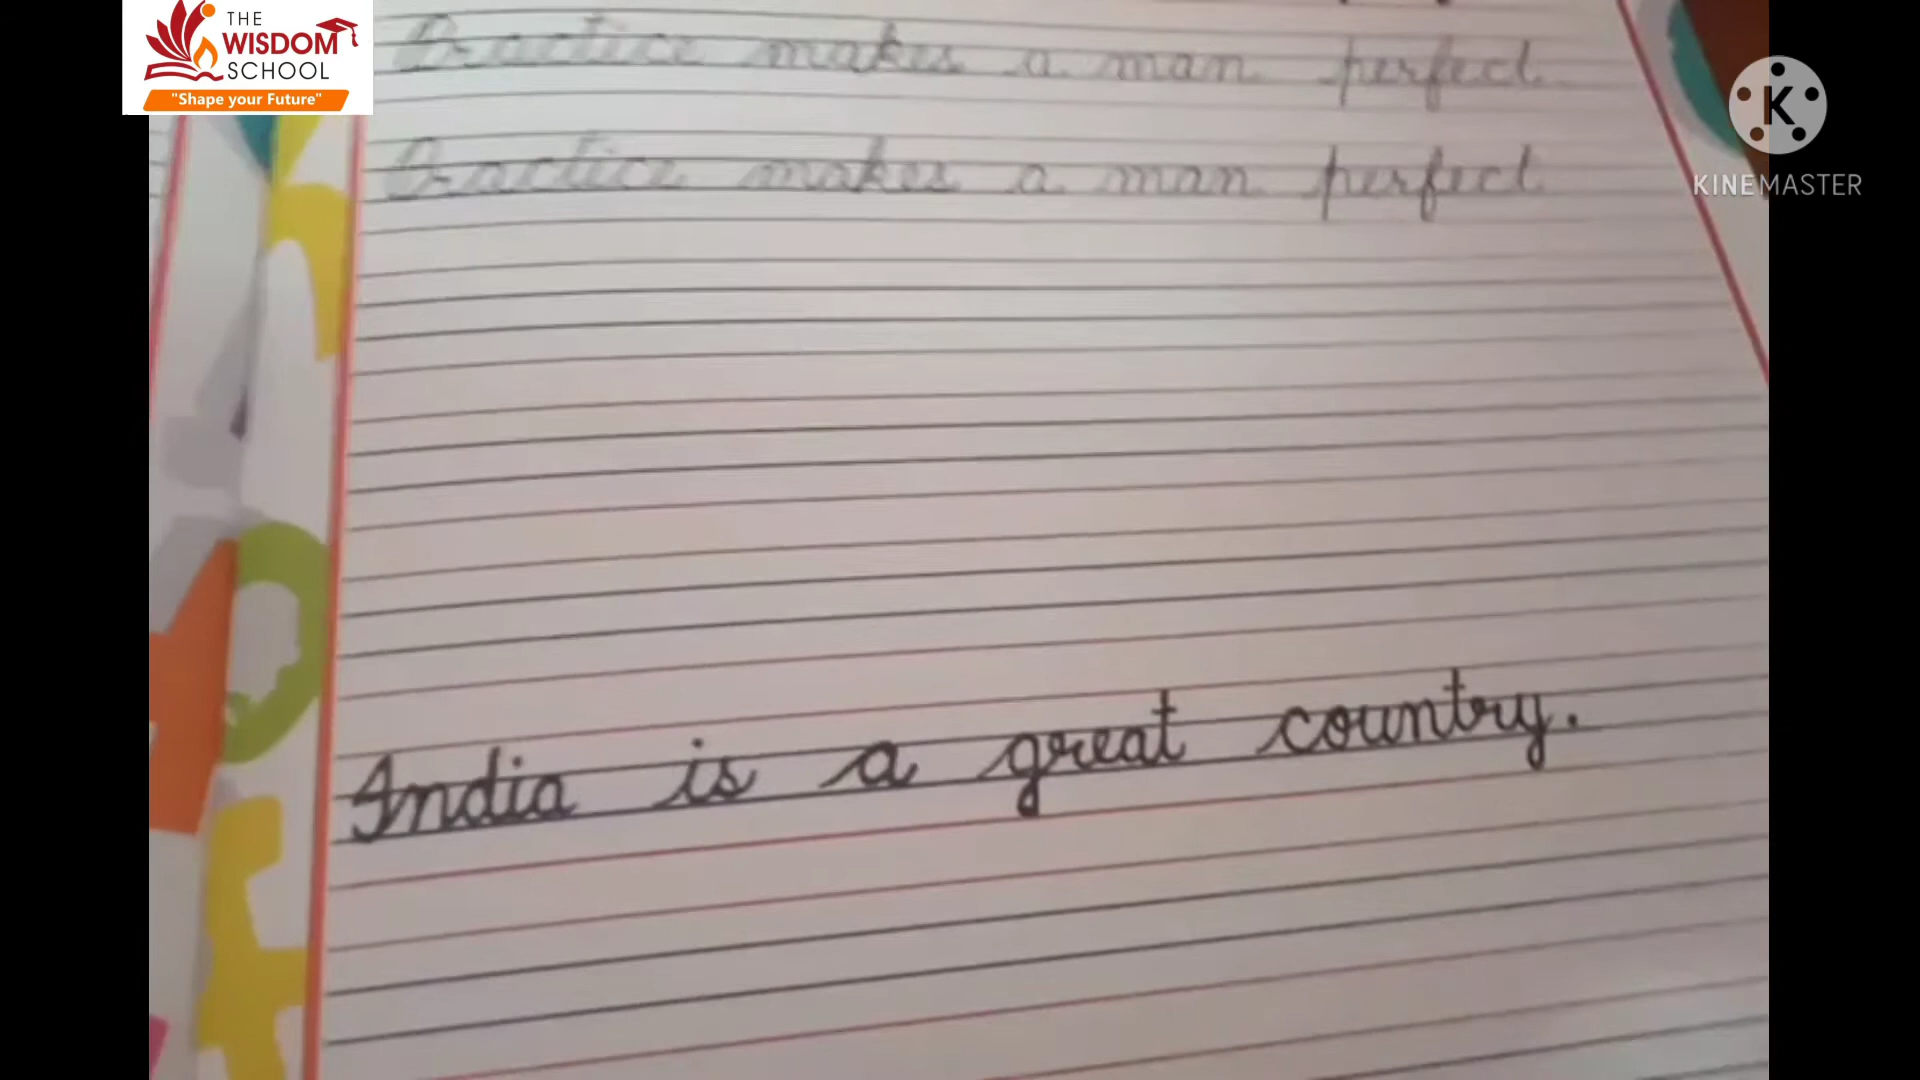 THE
WISDOM
SCHOOL
"Shape your Future"
KINEMASTER
Practice makes a man perfect
Practice makes a man perfect
India is a great country.